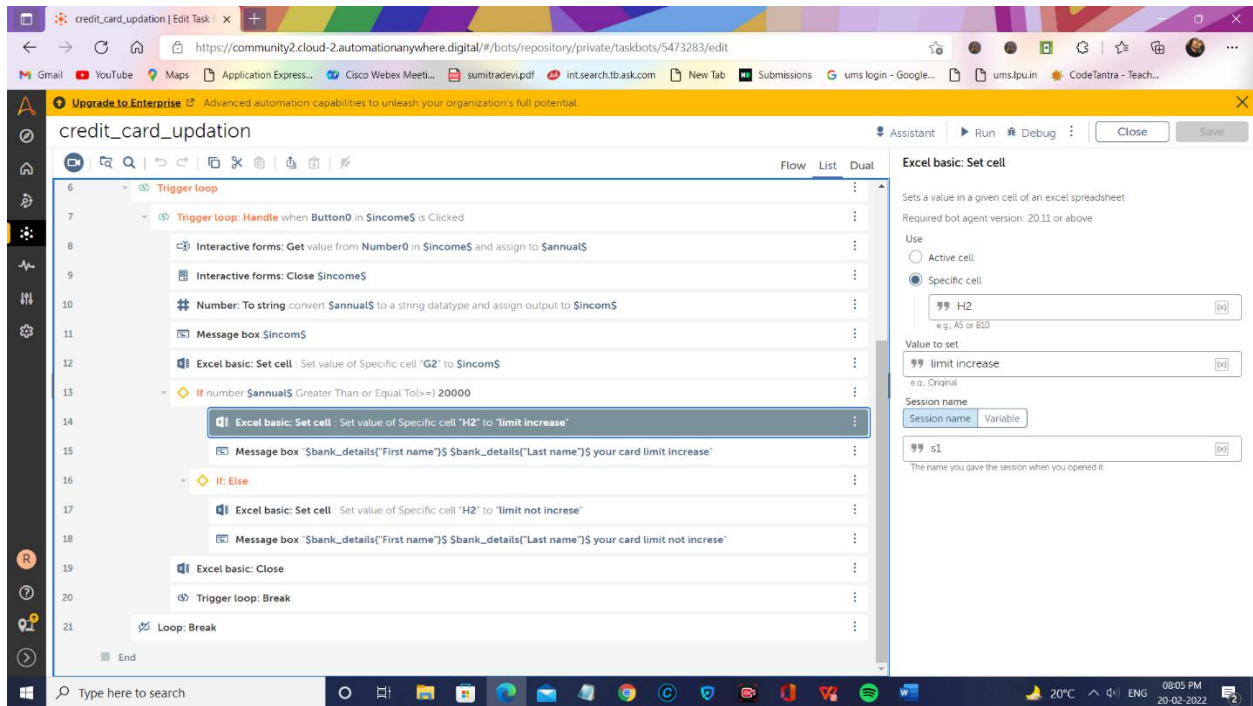 credit_card_updation | Edit Task
https://community2.cloud-2.automationanywhere.digital/#/bots/repository/private/taskbots/5473283/edit
Gmail YouTube Maps Application Express... Cisco Webex Meeti... sumitradevi.pdf int.search.tb.ask.com New Tab Submissions ums login - Google... ums.lpu.in CodeTantra - Teach...
Upgrade to Enterprise Advanced automation capabilities to unleash your organization's full potential.
credit_card_updation
Assistant Run Debug Close Save
Flow List Dual
6 Trigger loop
7 Trigger loop: Handle when Button0 in $income$ is Clicked
8 Interactive forms: Get value from Number0 in $income$ and assign to $annual$
9 Interactive forms: Close $income$
10 Number: To string convert $annual$ to a string datatype and assign output to $incom$
11 Message box $incom$
12 Excel basic: Set cell : Set value of Specific cell "G2" to $incom$
13 If number $annual$ Greater Than or Equal To(>=) 20000
14 Excel basic: Set cell : Set value of Specific cell "H2" to "limit increase"
15 Message box "$bank_details{"First name"}$ $bank_details{"Last name"}$ your card limit increase"
16 If: Else
17 Excel basic: Set cell : Set value of Specific cell "H2" to "limit not increse"
18 Message box "$bank_details{"First name"}$ $bank_details{"Last name"}$ your card limit not increse"
19 Excel basic: Close
20 Trigger loop: Break
21 Loop: Break
End
Excel basic: Set cell
Sets a value in a given cell of an excel spreadsheet
Required bot agent version: 20.11 or above
Use
Active cell
Specific cell
H2
e.g., A5 or B10
Value to set
limit increase
e.g., Original
Session name
Session name Variable
s1
The name you gave the session when you opened it.
R
Type here to search
20°C ENG 08:05 PM
20-02-2022